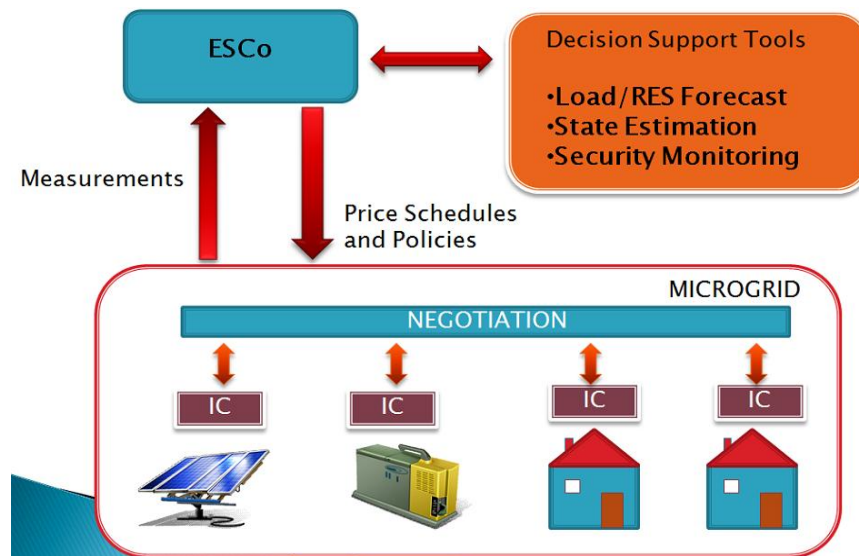 ESCo
Decision Support Tools
•Load/RES Forecast
•State Estimation
•Security Monitoring
Measurements
Price Schedules
and Policies
MICROGRID
NEGOTIATION
IC
IC
IC
IC